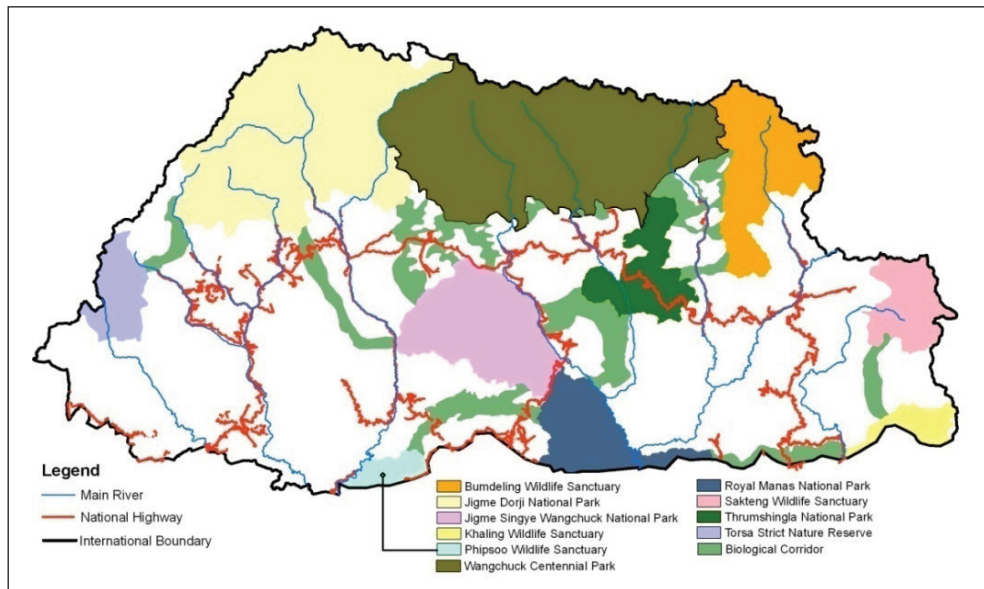 Legend
Main River
National Highway
International Boundary
Bumdeling Wildlife Sanctuary
Jigme Dorji National Park
Jigme Singye Wangchuck National Park
Khaling Wildlife Sanctuary
Phipsoo Wildlife Sanctuary
Wangchuck Centennial Park
Royal Manas National Park
Sakteng Wildlife Sanctuary
Thrumshingla National Park
Torsa Strict Nature Reserve
Biological Corridor